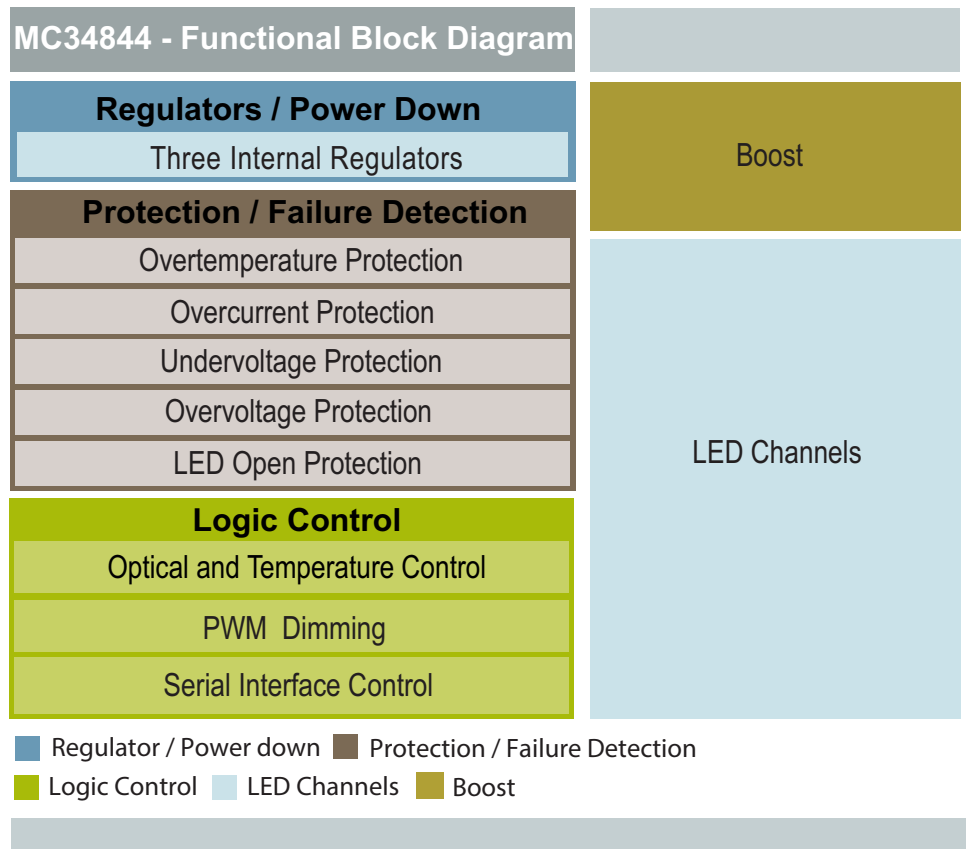 MC34844 - Functional Block Diagram
Regulators / Power Down
Three Internal Regulators
Protection / Failure Detection
Overtemperature Protection
Overcurrent Protection
Undervoltage Protection
Overvoltage Protection
LED Open Protection
Logic Control
Optical and Temperature Control
PWM Dimming
Serial Interface Control
Boost
LED Channels
Regulator / Power down Protection / Failure Detection
Logic Control LED Channels Boost